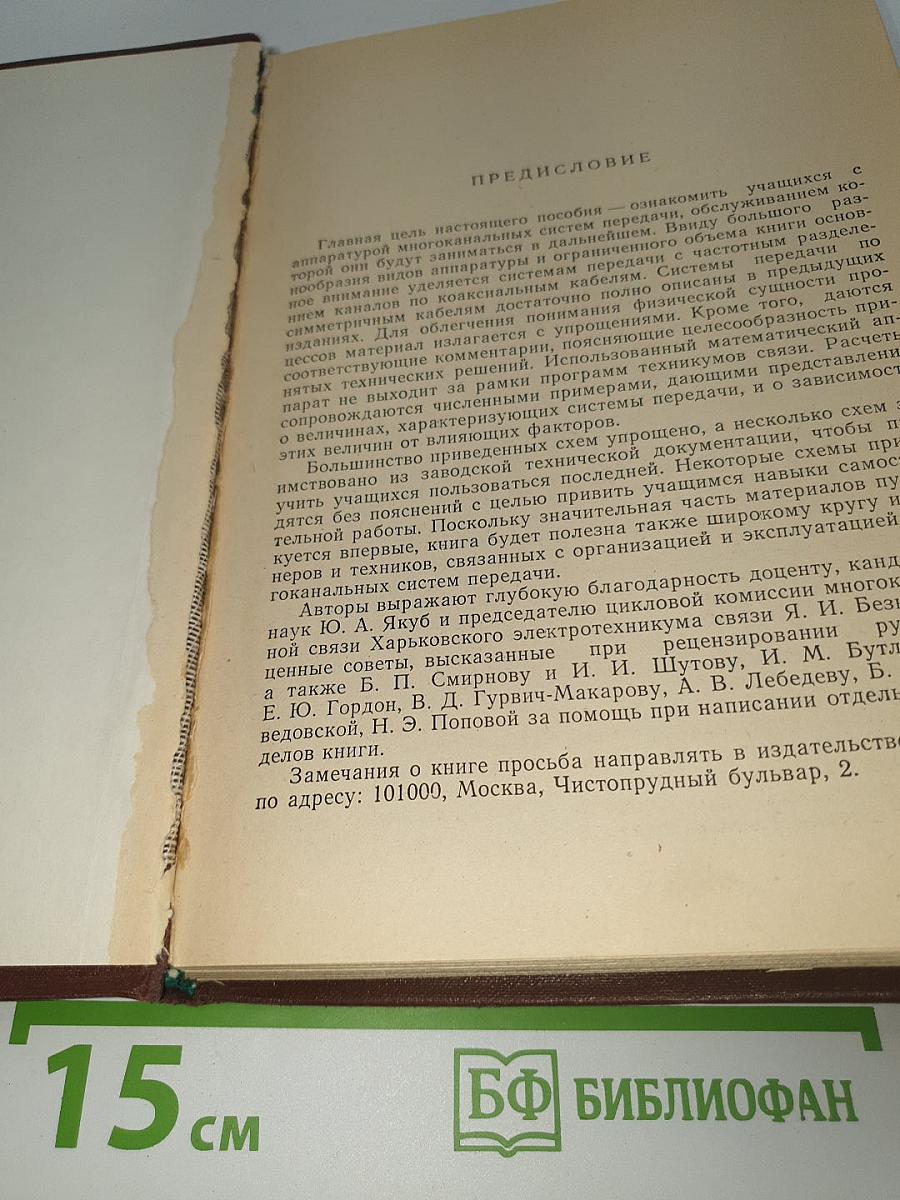 ПРЕДИСЛОВИЕ
Главная цель настоящего пособия — ознакомить учащихся с
аппаратурой многоканальных систем передачи, обслуживанием ко-
торой они будут заниматься в дальнейшем. Ввиду большого раз-
нообразия видов аппаратуры и ограниченного объема книги основ-
ное внимание уделяется системам передачи с частотным разделе-
нием каналов по коаксиальным кабелям. Системы передачи по
симметричным кабелям достаточно полно описаны в предыдущих
изданиях. Для облегчения понимания физической сущности про-
цессов материал излагается с упрощениями. Кроме того, даются
соответствующие комментарии, поясняющие целесообразность при-
нятых технических решений. Использованный математический ап-
парат не выходит за рамки программ техникумов связи. Расчеты
сопровождаются численными примерами, дающими представлени
о величинах, характеризующих системы передачи, и о зависимост
этих величин от влияющих факторов.
Большинство приведенных схем упрощено, а несколько схем з
имствовано из заводской технической документации, чтобы п
учить учащихся пользоваться последней. Некоторые схемы при
дятся без пояснений с целью привить учащимся навыки самос
тельной работы. Поскольку значительная часть материалов пу
куется впервые, книга будет полезна также широкому кругу и
неров и техников, связанных с организацией и эксплуатацией
гоканальных систем передачи.
Авторы выражают глубокую благодарность доценту, канд
наук Ю. А. Якуб и председателю цикловой комиссии многок
ной связи Харьковского электротехникума связи Я. И. Безн
ценные советы, высказанные при рецензировании ру
а также Б. П. Смирнову и И. И. Шутову, И. М. Бутл
Е. Ю. Гордон, В. Д. Гурвич-Макарову, А. В. Лебедеву, Б.
ведовской, Н. Э. Поповой за помощь при написании отдель
делов книги.
Замечания о книге просьба направлять в издательство
по адресу: 101000, Москва, Чистопрудный бульвар, 2.
15 см
БФ БИБЛИОФАН